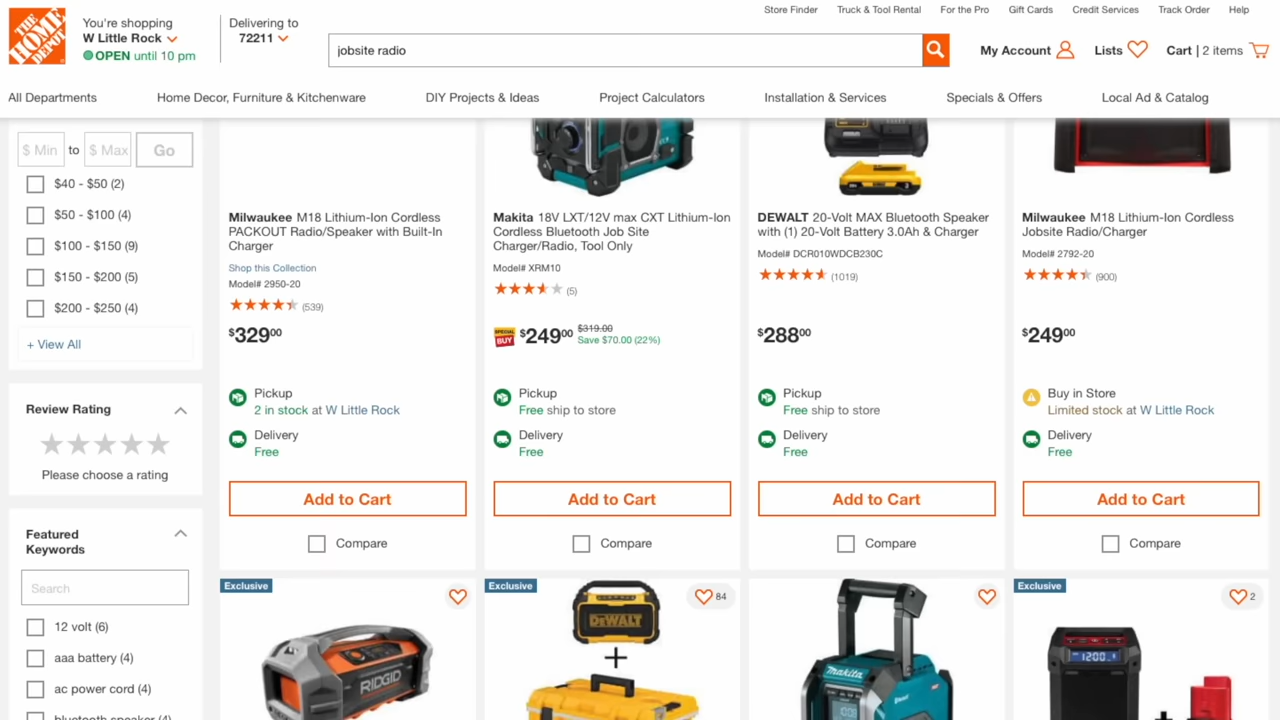 Store Finder
Truck & Tool Rental
For the Pro
Gift Cards
Credit Services
Track Order
Help
THE HOME DEPOT
You're shopping
W Little Rock
OPEN until 10 pm
Delivering to
72211
jobsite radio
My Account
Lists
Cart | 2 items
All Departments
Home Decor, Furniture & Kitchenware
DIY Projects & Ideas
Project Calculators
Installation & Services
Specials & Offers
Local Ad & Catalog
$ Min to $ Max Go
$40 - $50 (2)
$50 - $100 (4)
$100 - $150 (9)
$150 - $200 (5)
$200 - $250 (4)
+ View All
Review Rating
Please choose a rating
Featured
Keywords
Search
12 volt (6)
aaa battery (4)
ac power cord (4)
bluetooth speaker (4)
Milwaukee M18 Lithium-Ion Cordless
PACKOUT Radio/Speaker with Built-In
Charger
Shop this Collection
Model# 2950-20
(539)
$32900
Pickup
2 in stock at W Little Rock
Delivery
Free
Add to Cart
Compare
Makita 18V LXT/12V max CXT Lithium-Ion
Cordless Bluetooth Job Site
Charger/Radio, Tool Only
Model# XRM10
(5)
SPECIAL
BUY
$24900
$319.00
Save $70.00 (22%)
Pickup
Free ship to store
Delivery
Free
Add to Cart
Compare
DEWALT 20-Volt MAX Bluetooth Speaker
with (1) 20-Volt Battery 3.0Ah & Charger
Model# DCR010WDCB230C
(1019)
$28800
Pickup
Free ship to store
Delivery
Free
Add to Cart
Compare
Milwaukee M18 Lithium-Ion Cordless
Jobsite Radio/Charger
Model# 2792-20
(900)
$24900
Buy in Store
Limited stock at W Little Rock
Delivery
Free
Add to Cart
Compare
Exclusive
RIDGID
Exclusive
84
DEWALT
makita
Exclusive
2
1200